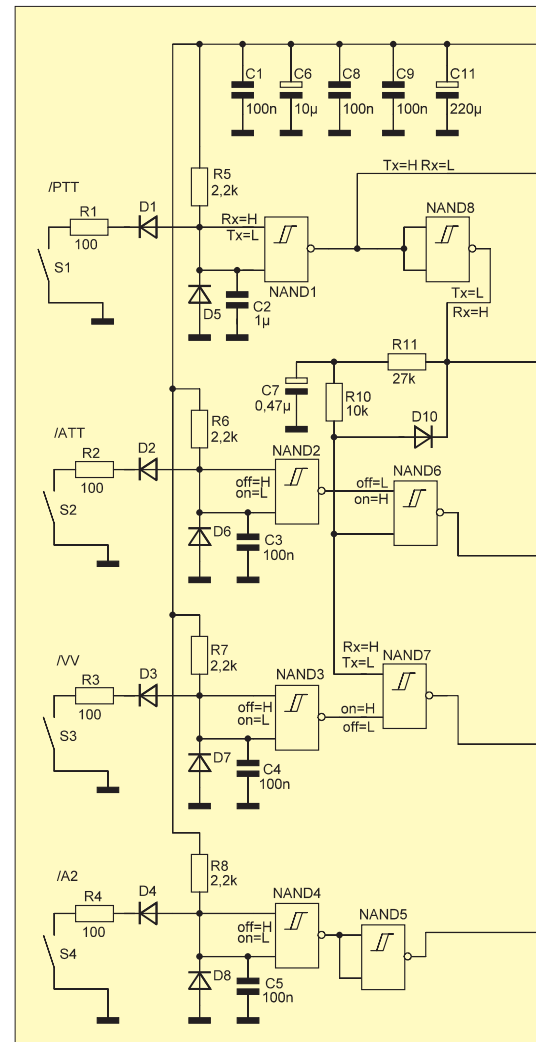 C1
100n
C6
10µ
C8
100n
C9
100n
C11
220µ
/PTT
R1
100
S1
D1
R5
2,2k
Rx=H
Tx=L
D5
C2
1µ
NAND1
Tx=H Rx=L
NAND8
Tx=L
Rx=H
R11
27k
C7
0,47µ
R10
10k
D10
/ATT
R2
100
S2
D2
R6
2,2k
off=H
on=L
D6
C3
100n
NAND2
off=L
on=H
NAND6
/VV
R3
100
S3
D3
R7
2,2k
off=H
on=L
D7
C4
100n
NAND3
Rx=H
Tx=L
on=H
off=L
NAND7
/A2
R4
100
S4
D4
R8
2,2k
off=H
on=L
D8
C5
100n
NAND4
NAND5